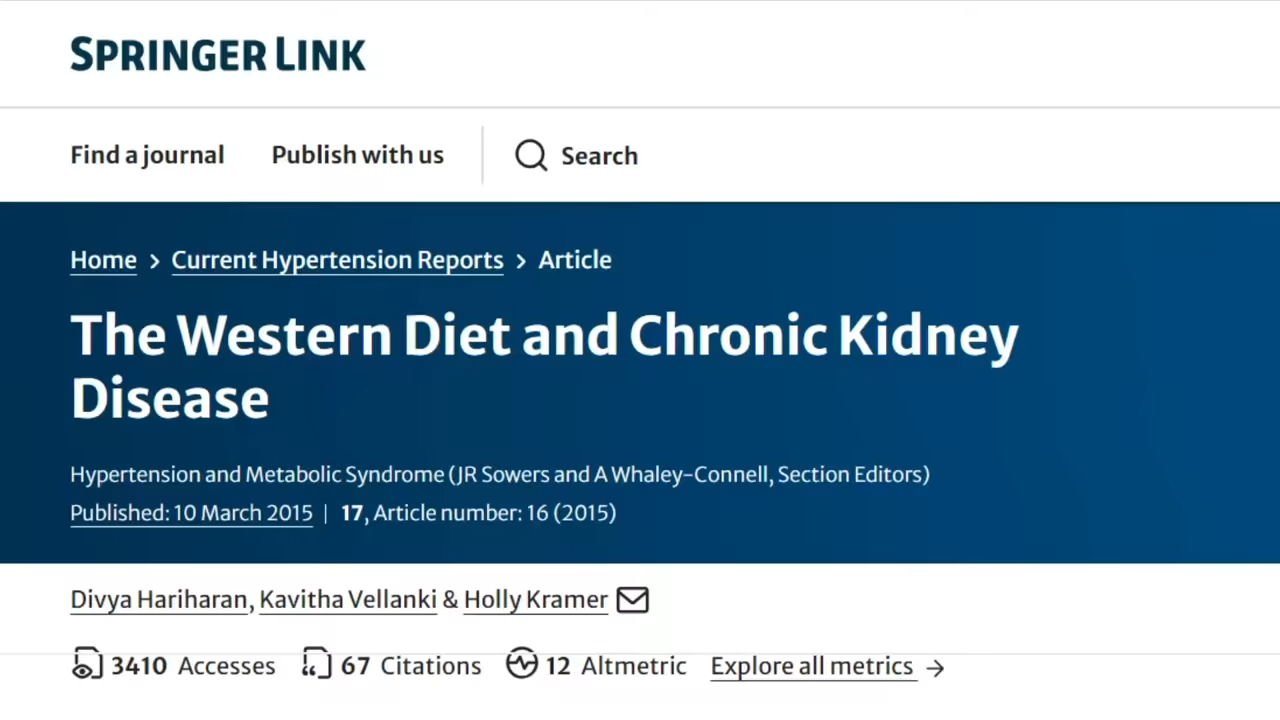 SPRINGER LINK
Find a journal Publish with us Search
Home > Current Hypertension Reports > Article
The Western Diet and Chronic Kidney
Disease
Hypertension and Metabolic Syndrome (JR Sowers and A Whaley-Connell, Section Editors)
Published: 10 March 2015 | 17, Article number: 16 (2015)
Divya Hariharan, Kavitha Vellanki & Holly Kramer
3410 Accesses 67 Citations 12 Altmetric Explore all metrics →